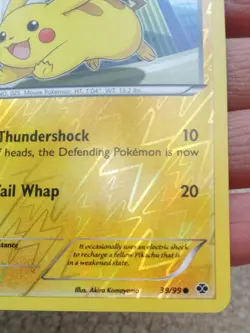 NO. 025 Mouse Pokémon HT: 1'04" WT: 13.2 lbs.
Thundershock 10
heads, the Defending Pokémon is now
Tail Whap 20
stance
It occasionally uses an electric shock
to recharge a fellow Pikachu that is
in a weakened state.
Illus. Akira Komayama
39/99